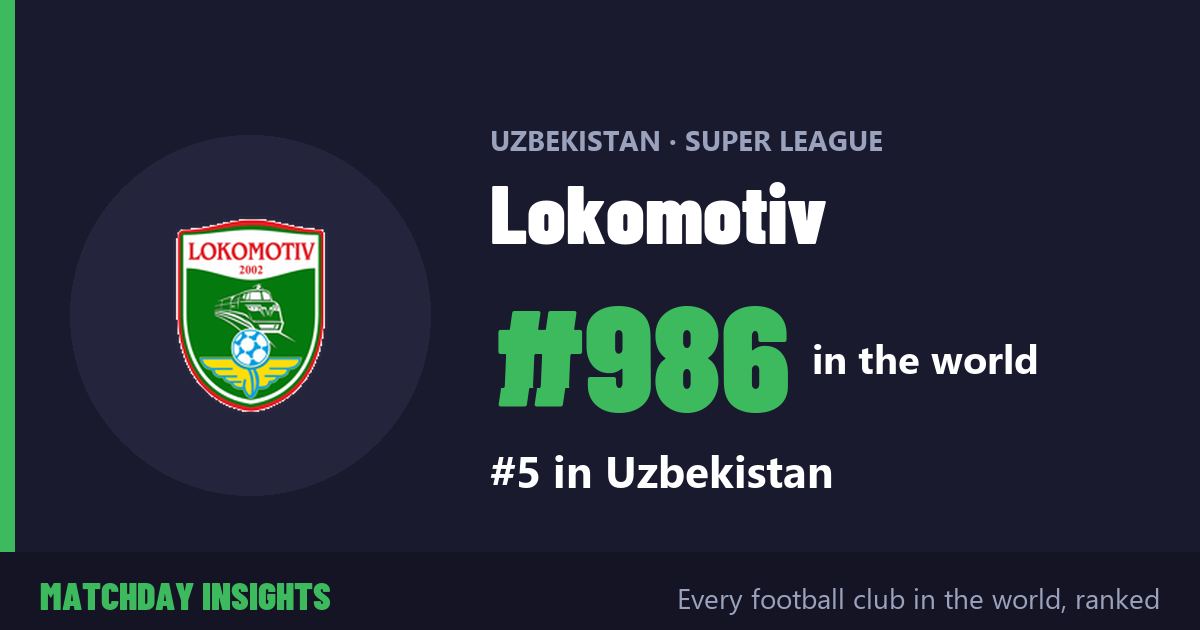 UZBEKISTAN · SUPER LEAGUE
Lokomotiv
LOKOMOTIV
2002
#986 in the world
#5 in Uzbekistan
MATCHDAY INSIGHTS
Every football club in the world, ranked